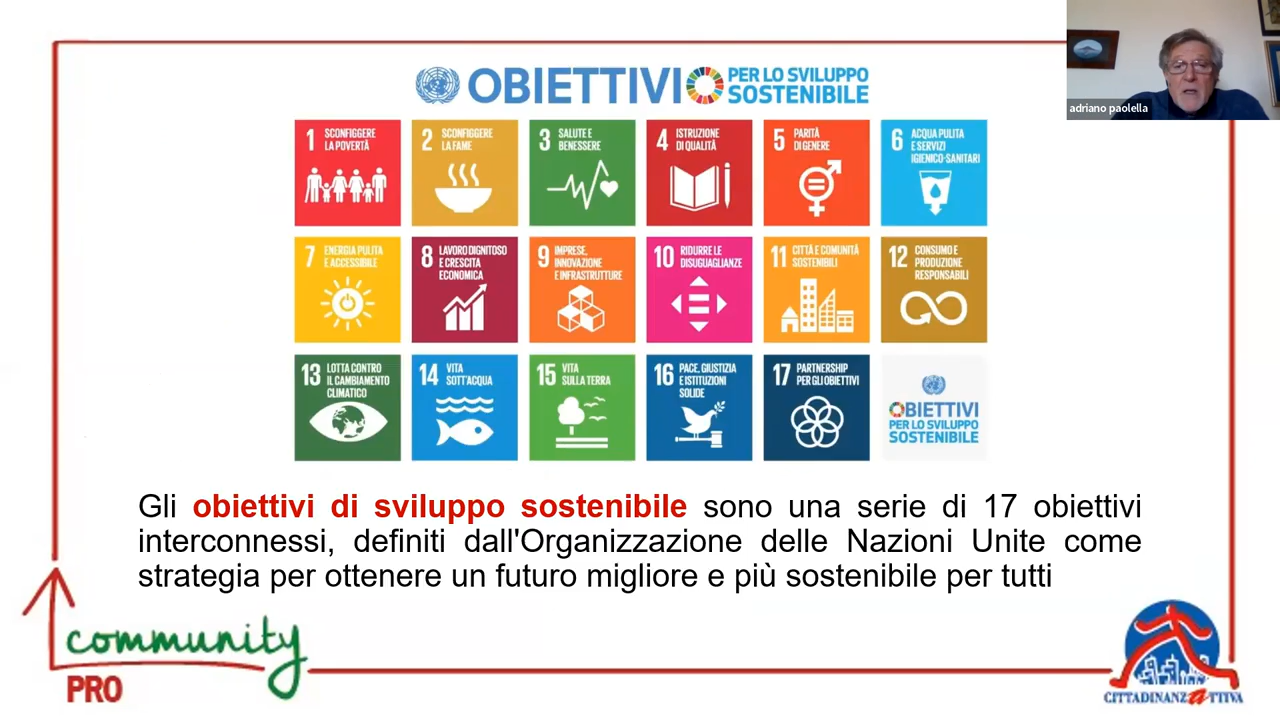 adriano paolella
OBIETTIVI PER LO SVILUPPO
SOSTENIBILE
1 SCONFIGGERE
LA POVERTÀ
2 SCONFIGGERE
LA FAME
3 SALUTE E
BENESSERE
4 ISTRUZIONE
DI QUALITÀ
5 PARITÀ
DI GENERE
6 ACQUA PULITA
E SERVIZI
IGIENICO-SANITARI
7 ENERGIA PULITA
E ACCESSIBILE
8 LAVORO DIGNITOSO
E CRESCITA
ECONOMICA
9 IMPRESE,
INNOVAZIONE
E INFRASTRUTTURE
10 RIDURRE LE
DISUGUAGLIANZE
11 CITTÀ E COMUNITÀ
SOSTENIBILI
12 CONSUMO E
PRODUZIONE
RESPONSABILI
13 LOTTA CONTRO
IL CAMBIAMENTO
CLIMATICO
14 VITA
SOTT'ACQUA
15 VITA
SULLA TERRA
16 PACE, GIUSTIZIA
E ISTITUZIONI
SOLIDE
17 PARTNERSHIP
PER GLI OBIETTIVI
OBIETTIVI
PER LO SVILUPPO
SOSTENIBILE
Gli obiettivi di sviluppo sostenibile sono una serie di 17 obiettivi
interconnessi, definiti dall'Organizzazione delle Nazioni Unite come
strategia per ottenere un futuro migliore e più sostenibile per tutti
community
PRO
CITTADINANZATTIVA